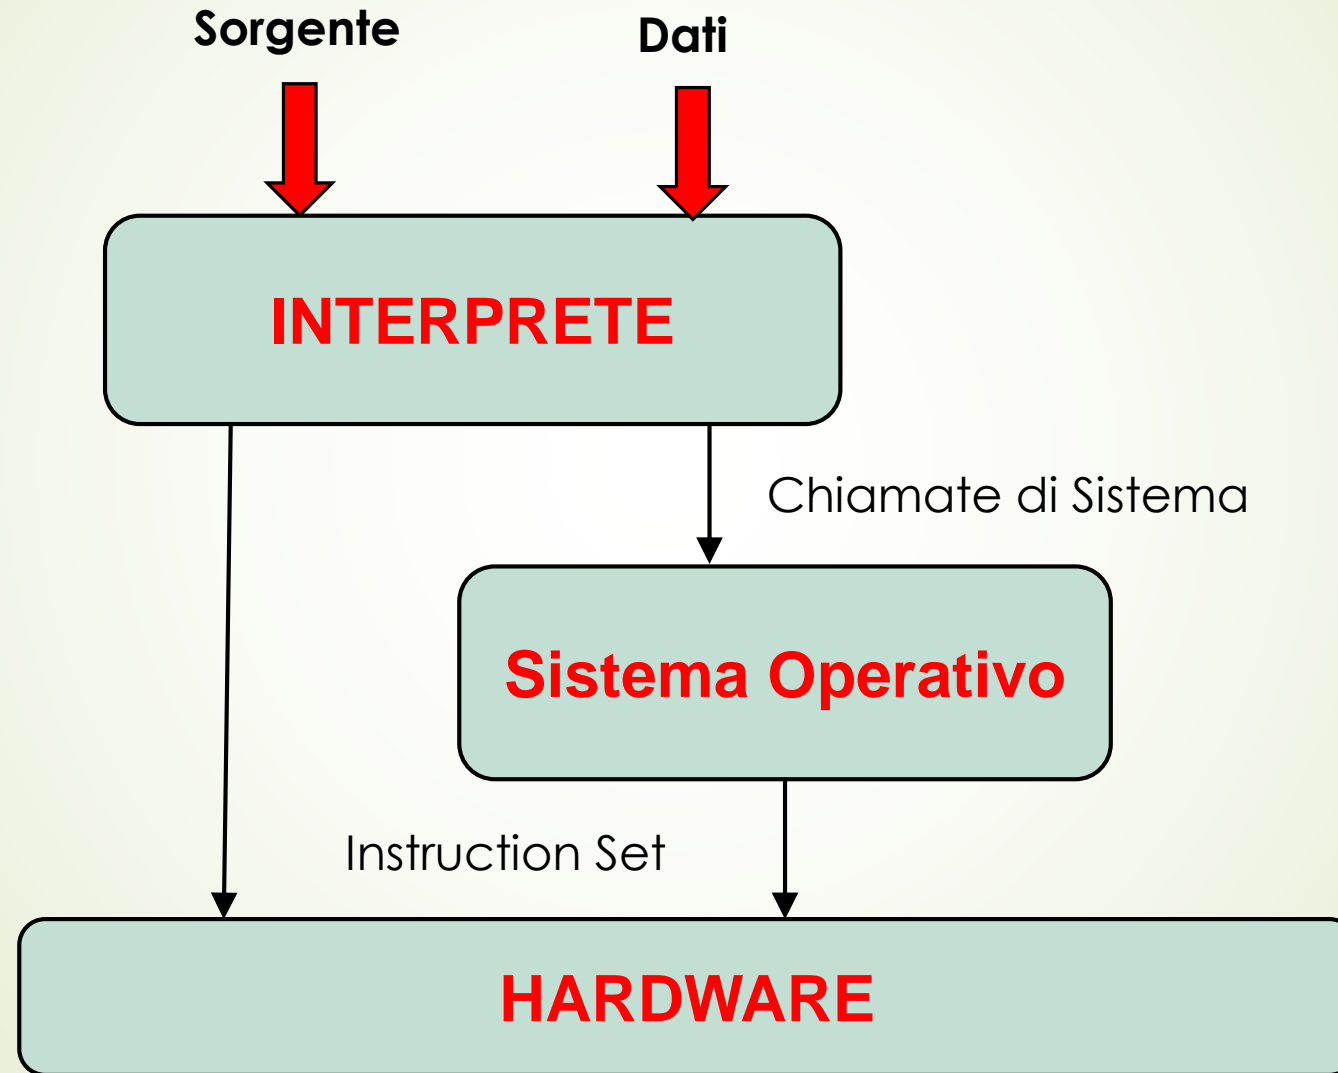 Sorgente
Dati
INTERPRETE
Chiamate di Sistema
Sistema Operativo
Instruction Set
HARDWARE